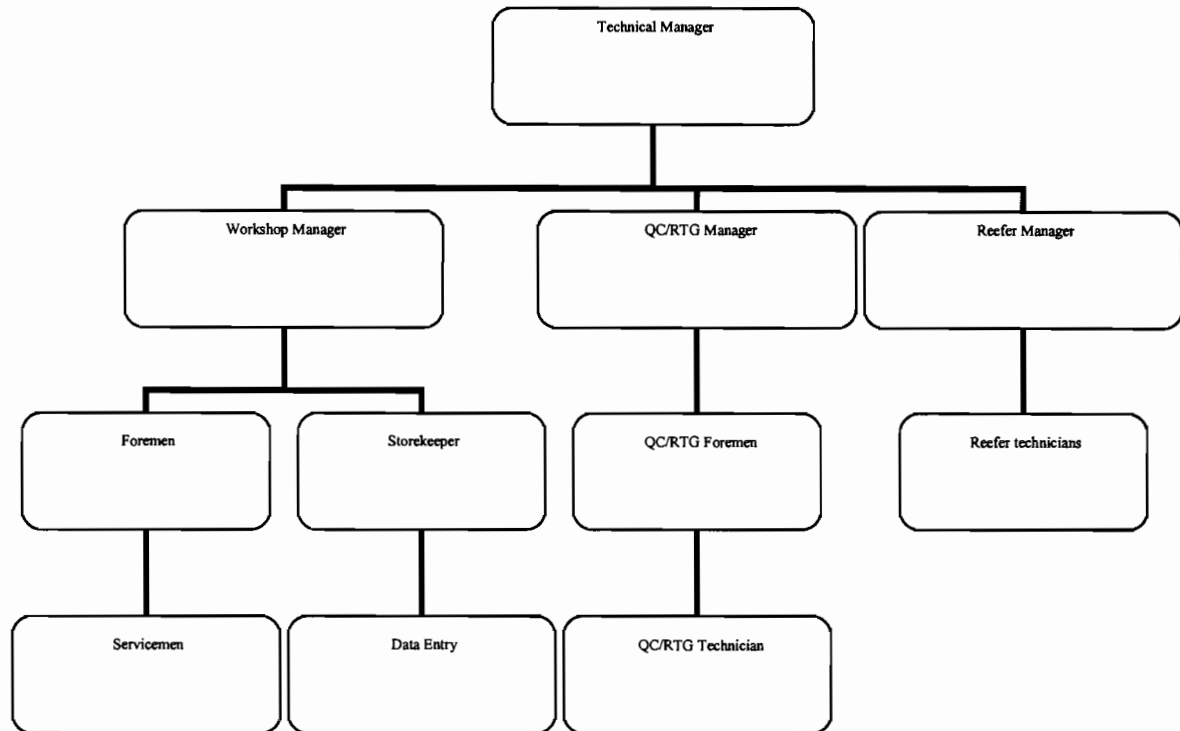 Technical Manager
Workshop Manager
QC/RTG Manager
Reefer Manager
Foremen
Storekeeper
QC/RTG Foremen
Reefer technicians
Servicemen
Data Entry
QC/RTG Technician